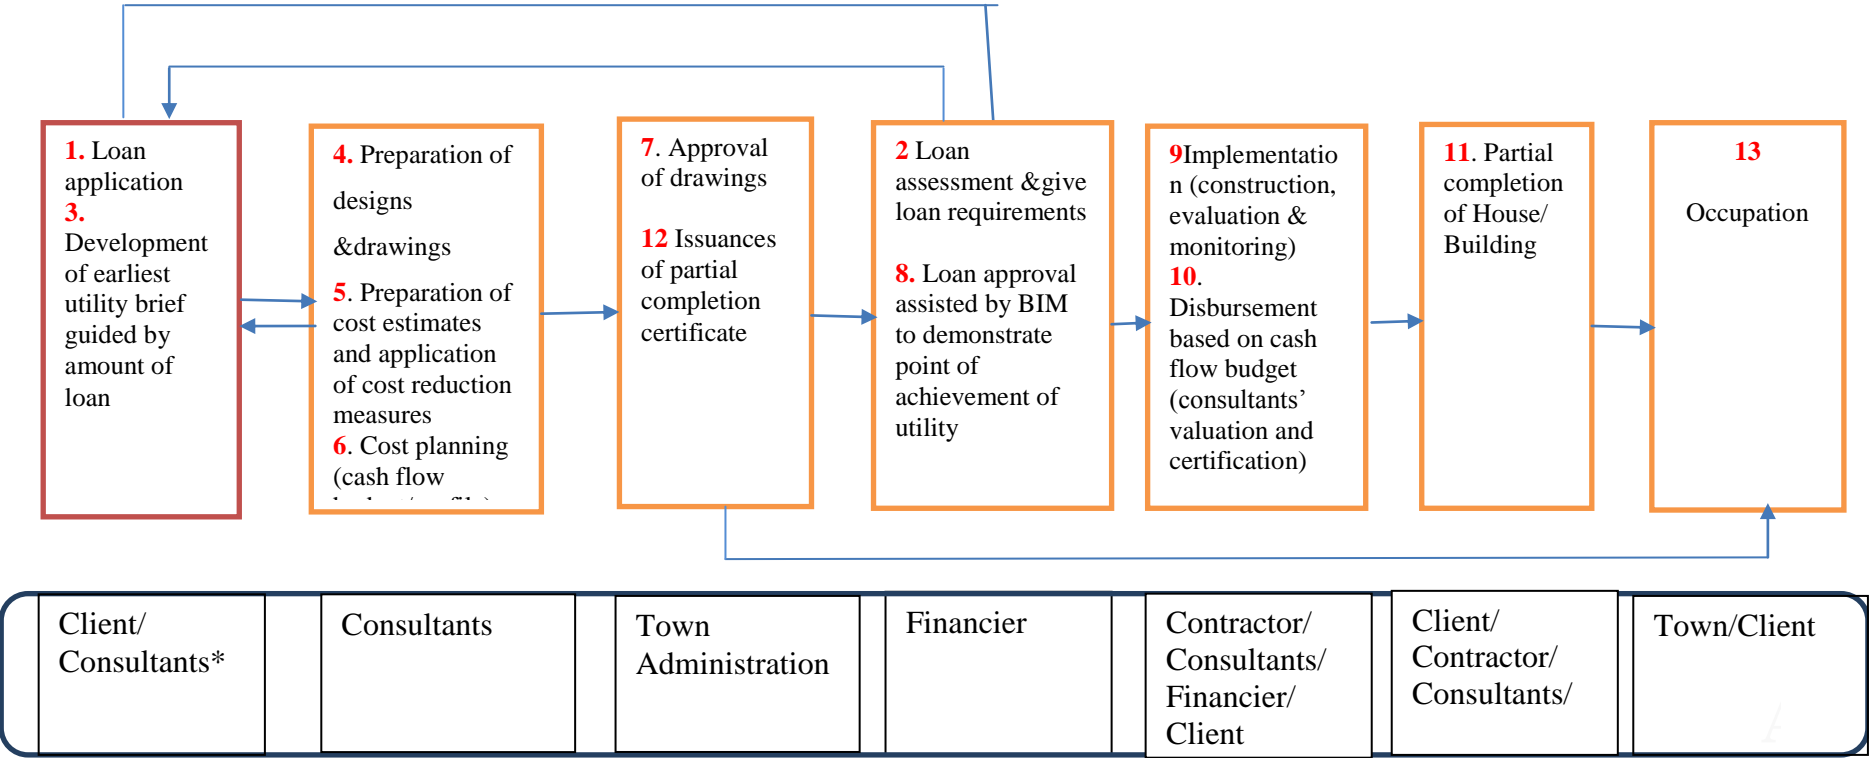 1. Loan
application
3.
Development
of earliest
utility brief
guided by
amount of
loan
4. Preparation of
designs
&drawings
5. Preparation of
cost estimates
and application
of cost reduction
measures
6. Cost planning
(cash flow
7. Approval
of drawings
12 Issuances
of partial
completion
certificate
2 Loan
assessment &give
loan requirements
8. Loan approval
assisted by BIM
to demonstrate
point of
achievement of
utility
9Implementatio
n (construction,
evaluation &
monitoring)
10.
Disbursement
based on cash
flow budget
(consultants’
valuation and
certification)
11. Partial
completion
of House/
Building
13
Occupation
Client/
Consultants*
Consultants
Town
Administration
Financier
Contractor/
Consultants/
Financier/
Client
Client/
Contractor/
Consultants/
Town/Client